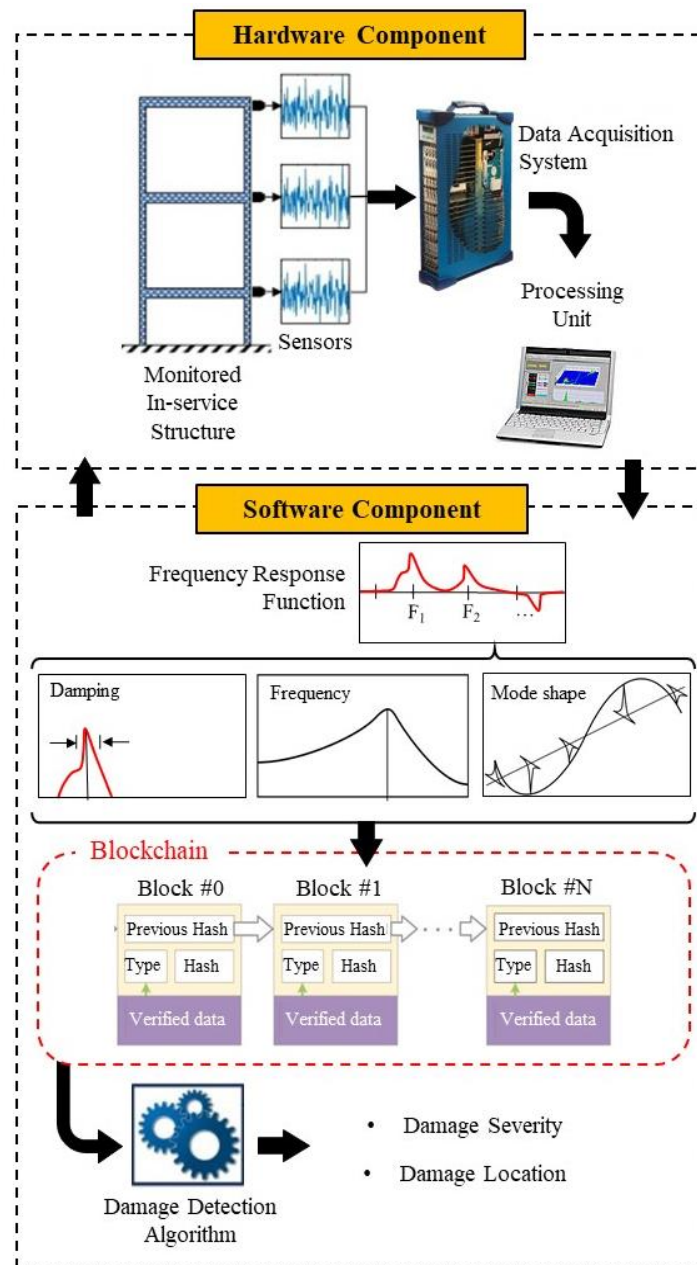 Hardware Component
Data Acquisition
System
Processing
Unit
Sensors
Monitored
In-service
Structure
Software Component
Frequency Response
Function
F1
F2
...
Damping
Frequency
Mode shape
Blockchain
Block #0
Block #1
Block #N
Previous Hash
Previous Hash
Previous Hash
Type
Hash
Type
Hash
Type
Hash
Verified data
Verified data
Verified data
• Damage Severity
• Damage Location
Damage Detection
Algorithm